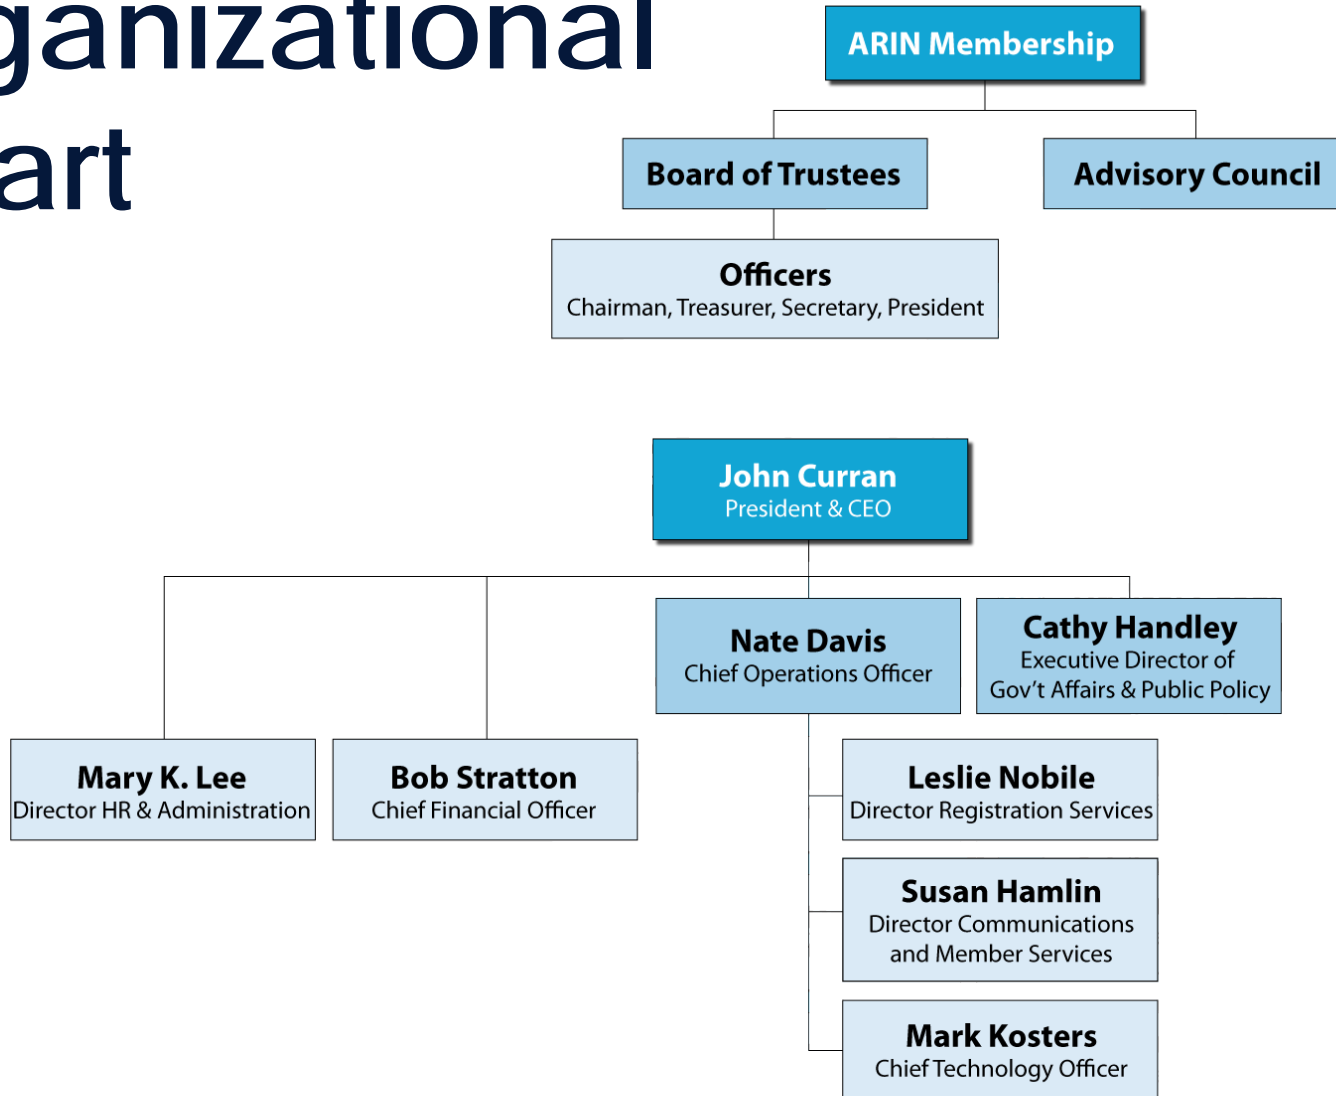 ganizational
art
ARIN Membership
Board of Trustees
Advisory Council
Officers
Chairman, Treasurer, Secretary, President
John Curran
President & CEO
Nate Davis
Chief Operations Officer
Cathy Handley
Executive Director of
Gov't Affairs & Public Policy
Mary K. Lee
Director HR & Administration
Bob Stratton
Chief Financial Officer
Leslie Nobile
Director Registration Services
Susan Hamlin
Director Communications
and Member Services
Mark Kosters
Chief Technology Officer